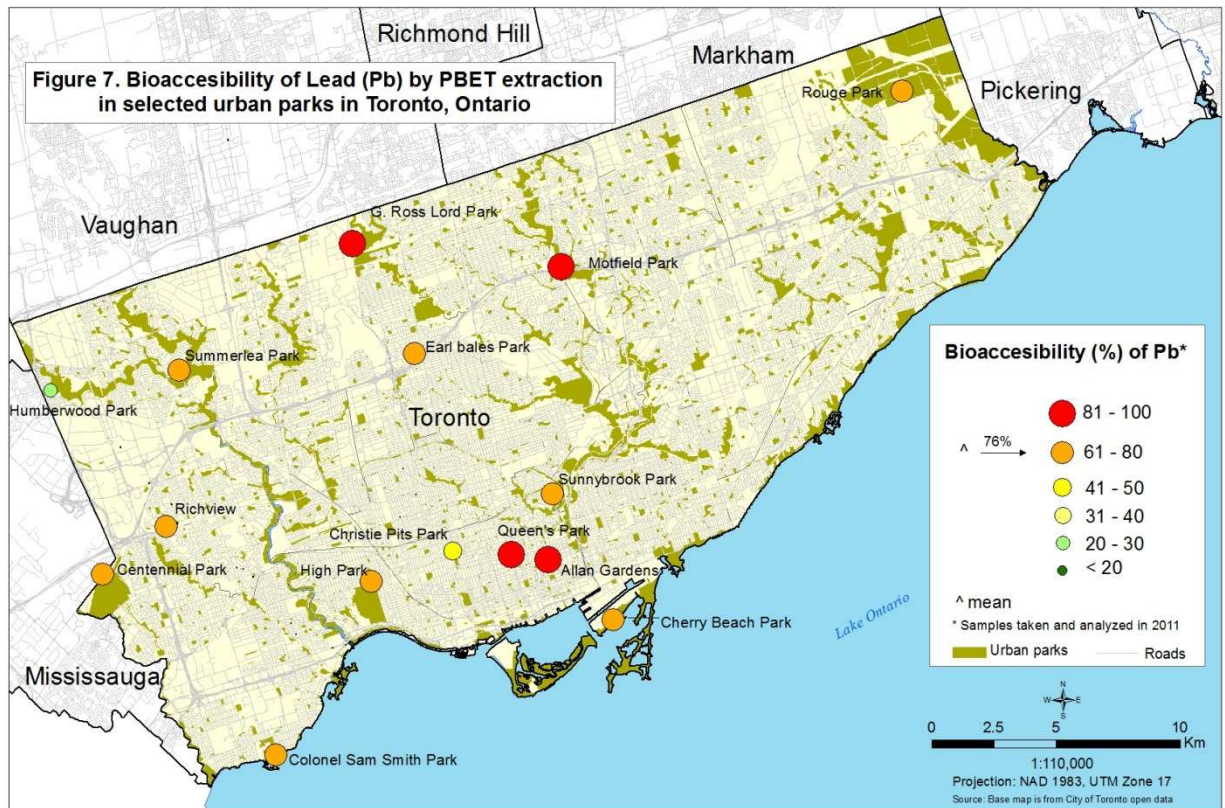 Richmond Hill
Markham
Figure 7. Bioaccesibility of Lead (Pb) by PBET extraction
in selected urban parks in Toronto, Ontario
Rouge Park
Pickering
Vaughan
G. Ross Lord Park
Motfield Park
Summerlea Park
Earl bales Park
Humberwood Park
Toronto
Sunnybrook Park
Richview
Christie Pits Park
Queen's Park
Centennial Park
High Park
Allan Gardens
Cherry Beach Park
Lake Ontario
Mississauga
Colonel Sam Smith Park
Bioaccesibility (%) of Pb*
81 - 100
^ 76% 61 - 80
41 - 50
31 - 40
20 - 30
< 20
^ mean
* Samples taken and analyzed in 2011
Urban parks Roads
N
W E
S
0 2.5 5 10
Km
1:110,000
Projection: NAD 1983, UTM Zone 17
Source: Base map is from City of Toronto open data